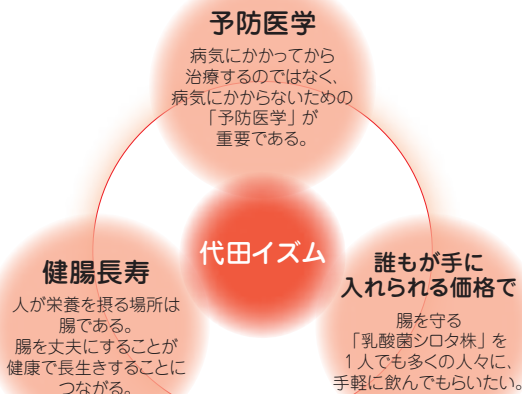 予防医学
病気にかかってから
治療するのではなく、
病気にかからないための
「予防医学」が
重要である。
代田イズム
健腸長寿
人が栄養を摂る場所は
腸である。
腸を丈夫にすることが
健康で長生きすることに
つながる。
誰もが手に
入れられる価格で
腸を守る
「乳酸菌シロタ株」を
1人でも多くの人々に、
手軽に飲んでもらいたい。